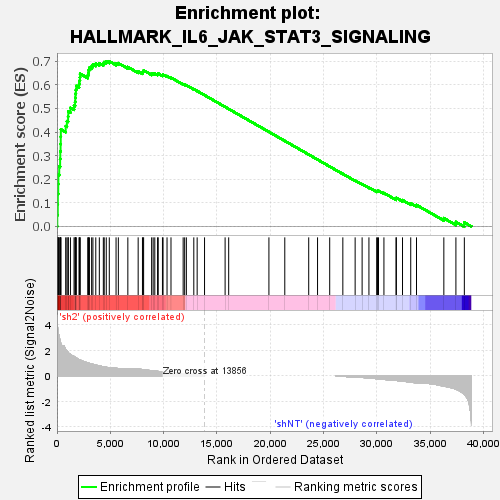 Enrichment plot:
HALLMARK_IL6_JAK_STAT3_SIGNALING
Enrichment score (ES)
0.7
0.6
0.5
0.4
0.3
0.2
0.1
0.0
'sh2' (positively correlated)
Ranked list metric (Signal2Noise)
4
2
0
-2
-4
Zero cross at 13856
'shNT' (negatively correlated)
0 5,000 10,000 15,000 20,000 25,000 30,000 35,000 40,000
Rank in Ordered Dataset
Enrichment profile Hits Ranking metric scores